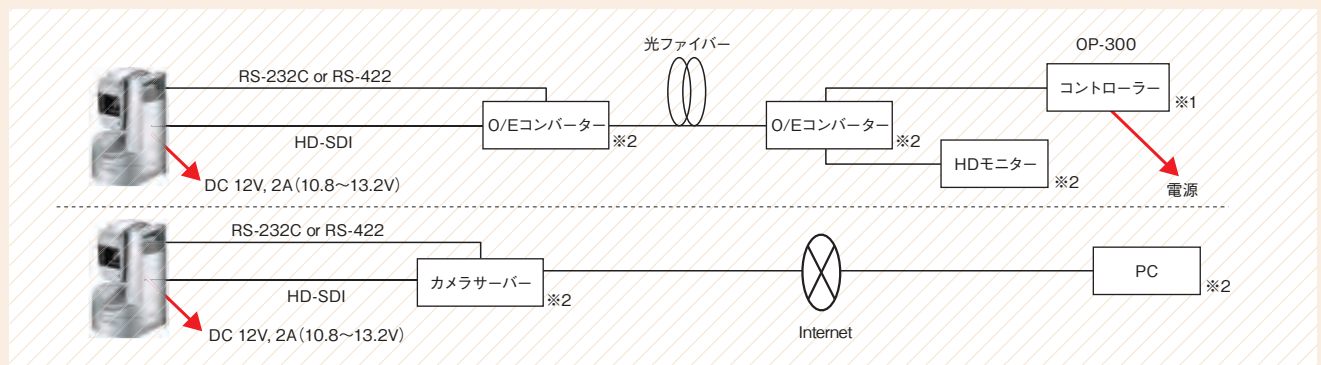 光ファイバー
OP-300
RS-232C or RS-422
コントローラー
※1
O/Eコンバーター
※2
O/Eコンバーター
※2
HD-SDI
HDモニター
※2
DC 12V, 2A（10.8〜13.2V）
電源
RS-232C or RS-422
カメラサーバー
※2
PC
※2
HD-SDI
Internet
DC 12V, 2A（10.8〜13.2V）